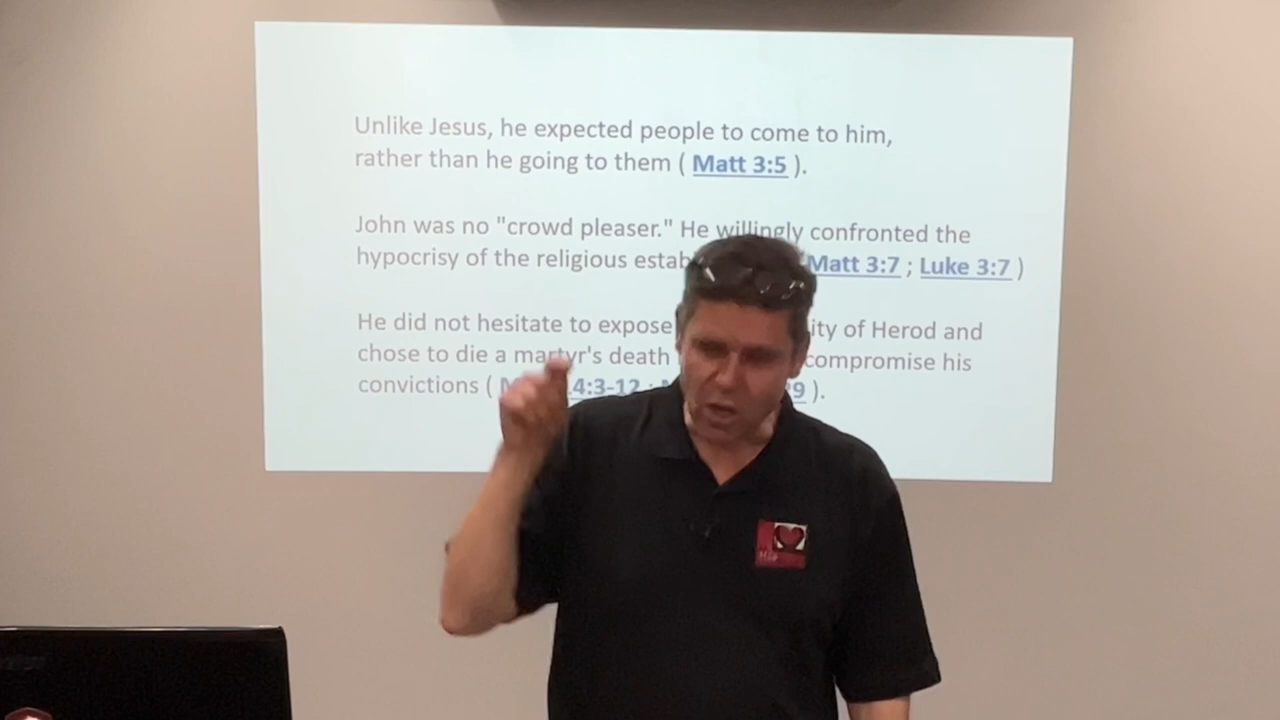 Unlike Jesus, he expected people to come to him,
rather than he going to them ( Matt 3:5 ).
John was no "crowd pleaser." He willingly confronted the
hypocrisy of the religious estab Matt 3:7 ; Luke 3:7 )
He did not hesitate to expose ity of Herod and
chose to die a martyr's death compromise his
convictions ( 4:3-12 ; 9 ).
His